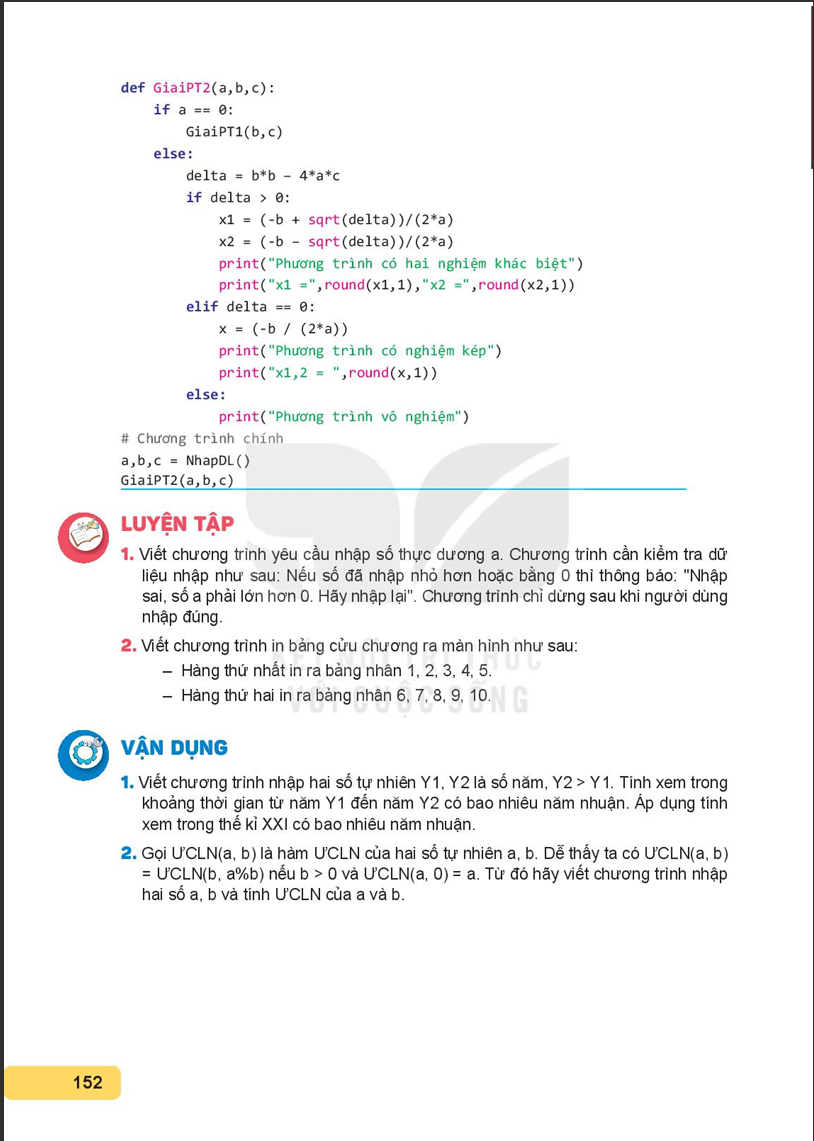 def GiaiPT2(a,b,c):
    if a == 0:
        GiaiPT1(b,c)
    else:
        delta = b*b – 4*a*c
        if delta > 0:
            x1 = (-b + sqrt(delta))/(2*a)
            x2 = (-b – sqrt(delta))/(2*a)
            print("Phương trình có hai nghiệm khác biệt")
            print("x1 =",round(x1,1),"x2 =",round(x2,1))
        elif delta == 0:
            x = (-b / (2*a))
            print("Phương trình có nghiệm kép")
            print("x1,2 = ",round(x,1))
        else:
            print("Phương trình vô nghiệm")
# Chương trình chính
a,b,c = NhapDL()
GiaiPT2(a,b,c)
LUYỆN TẬP
1. Viết chương trình yêu cầu nhập số thực dương a. Chương trình cần kiểm tra dữ
liệu nhập như sau: Nếu số đã nhập nhỏ hơn hoặc bằng 0 thì thông báo: "Nhập
sai, số a phải lớn hơn 0. Hãy nhập lại". Chương trình chỉ dừng sau khi người dùng
nhập đúng.
2. Viết chương trình in bảng cửu chương ra màn hình như sau:
– Hàng thứ nhất in ra bảng nhân 1, 2, 3, 4, 5.
– Hàng thứ hai in ra bảng nhân 6, 7, 8, 9, 10.
KẾT NỐI TRI THỨC
VỚI CUỘC SỐNG
VẬN DỤNG
1. Viết chương trình nhập hai số tự nhiên Y1, Y2 là số năm, Y2 > Y1. Tính xem trong
khoảng thời gian từ năm Y1 đến năm Y2 có bao nhiêu năm nhuận. Áp dụng tính
xem trong thế kỉ XXI có bao nhiêu năm nhuận.
2. Gọi ƯCLN(a, b) là hàm ƯCLN của hai số tự nhiên a, b. Dễ thấy ta có ƯCLN(a, b)
= ƯCLN(b, a%b) nếu b > 0 và ƯCLN(a, 0) = a. Từ đó hãy viết chương trình nhập
hai số a, b và tính ƯCLN của a và b.
152